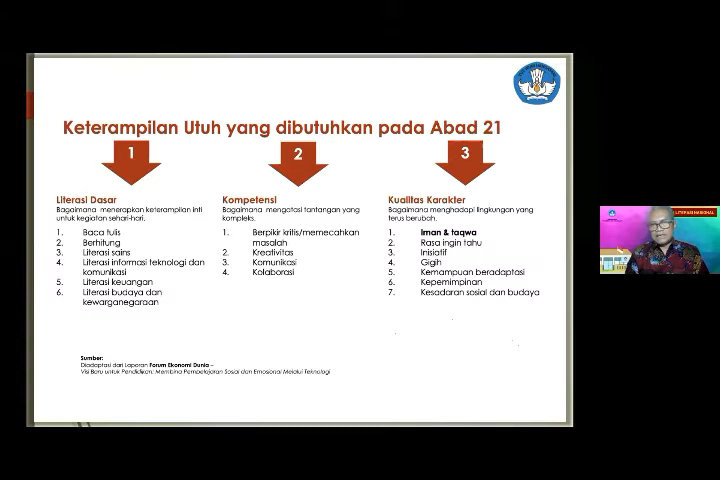 Keterampilan Utuh yang dibutuhkan pada Abad 21
1
2
3
Literasi Dasar
Bagaimana menerapkan keterampilan inti
untuk kegiatan sehari-hari.
1. Baca tulis
2. Berhitung
3. Literasi sains
4. Literasi informasi teknologi dan
komunikasi
5. Literasi keuangan
6. Literasi budaya dan
kewarganegaraan
Kompetensi
Bagaimana mengatasi tantangan yang
kompleks.
1. Berpikir kritis/memecahkan
masalah
2. Kreativitas
3. Komunikasi
4. Kolaborasi
Kualitas Karakter
Bagaimana menghadapi lingkungan yang
terus berubah.
1. Iman & taqwa
2. Rasa ingin tahu
3. Inisiatif
4. Gigih
5. Kemampuan beradaptasi
6. Kepemimpinan
7. Kesadaran sosial dan budaya
Sumber:
Diadaptasi dari Laporan Forum Ekonomi Dunia –
Visi Baru untuk Pendidikan: Membina Pembelajaran Sosial dan Emosional Melalui Teknologi
LITERASI NASIONAL